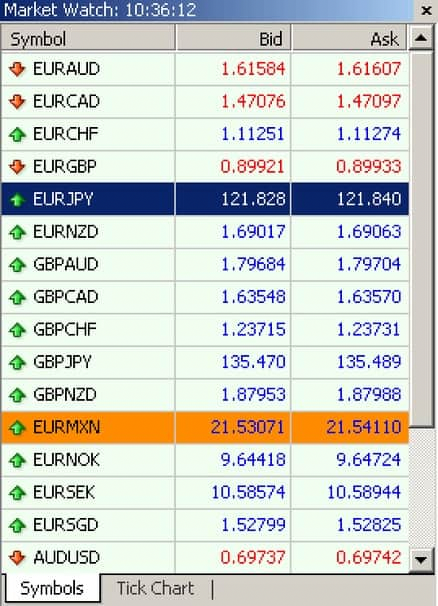 Market Watch: 10:36:12
Symbol Bid Ask
EURAUD 1.61584 1.61607
EURCAD 1.47076 1.47097
EURCHF 1.11251 1.11274
EURGBP 0.89921 0.89933
EURJPY 121.828 121.840
EURNZD 1.69017 1.69063
GBPAUD 1.79684 1.79704
GBPCAD 1.63548 1.63570
GBPCHF 1.23715 1.23731
GBPJPY 135.470 135.489
GBPNZD 1.87953 1.87988
EURMXN 21.53071 21.54110
EURNOK 9.64418 9.64724
EURSEK 10.58574 10.58944
EURSGD 1.52799 1.52825
AUDUSD 0.69737 0.69742
Symbols Tick Chart |